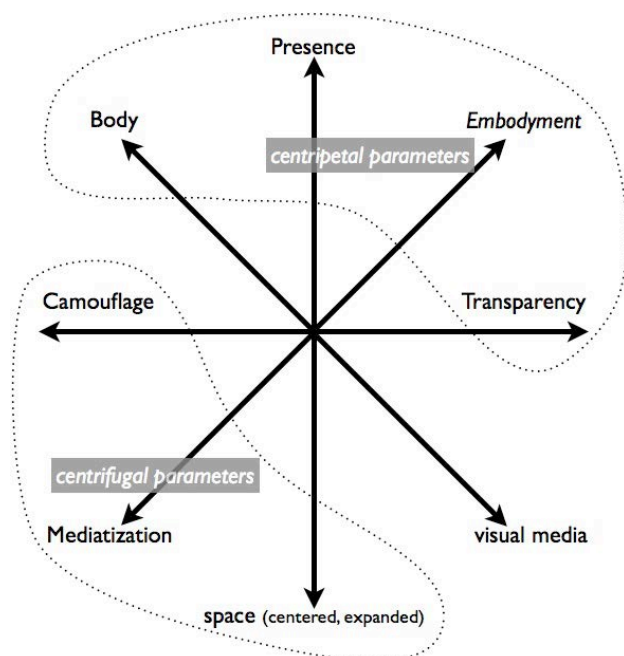 Presence
Body
Embodyment
centripetal parameters
Camouflage
Transparency
centrifugal parameters
Mediatization
visual media
space (centered, expanded)